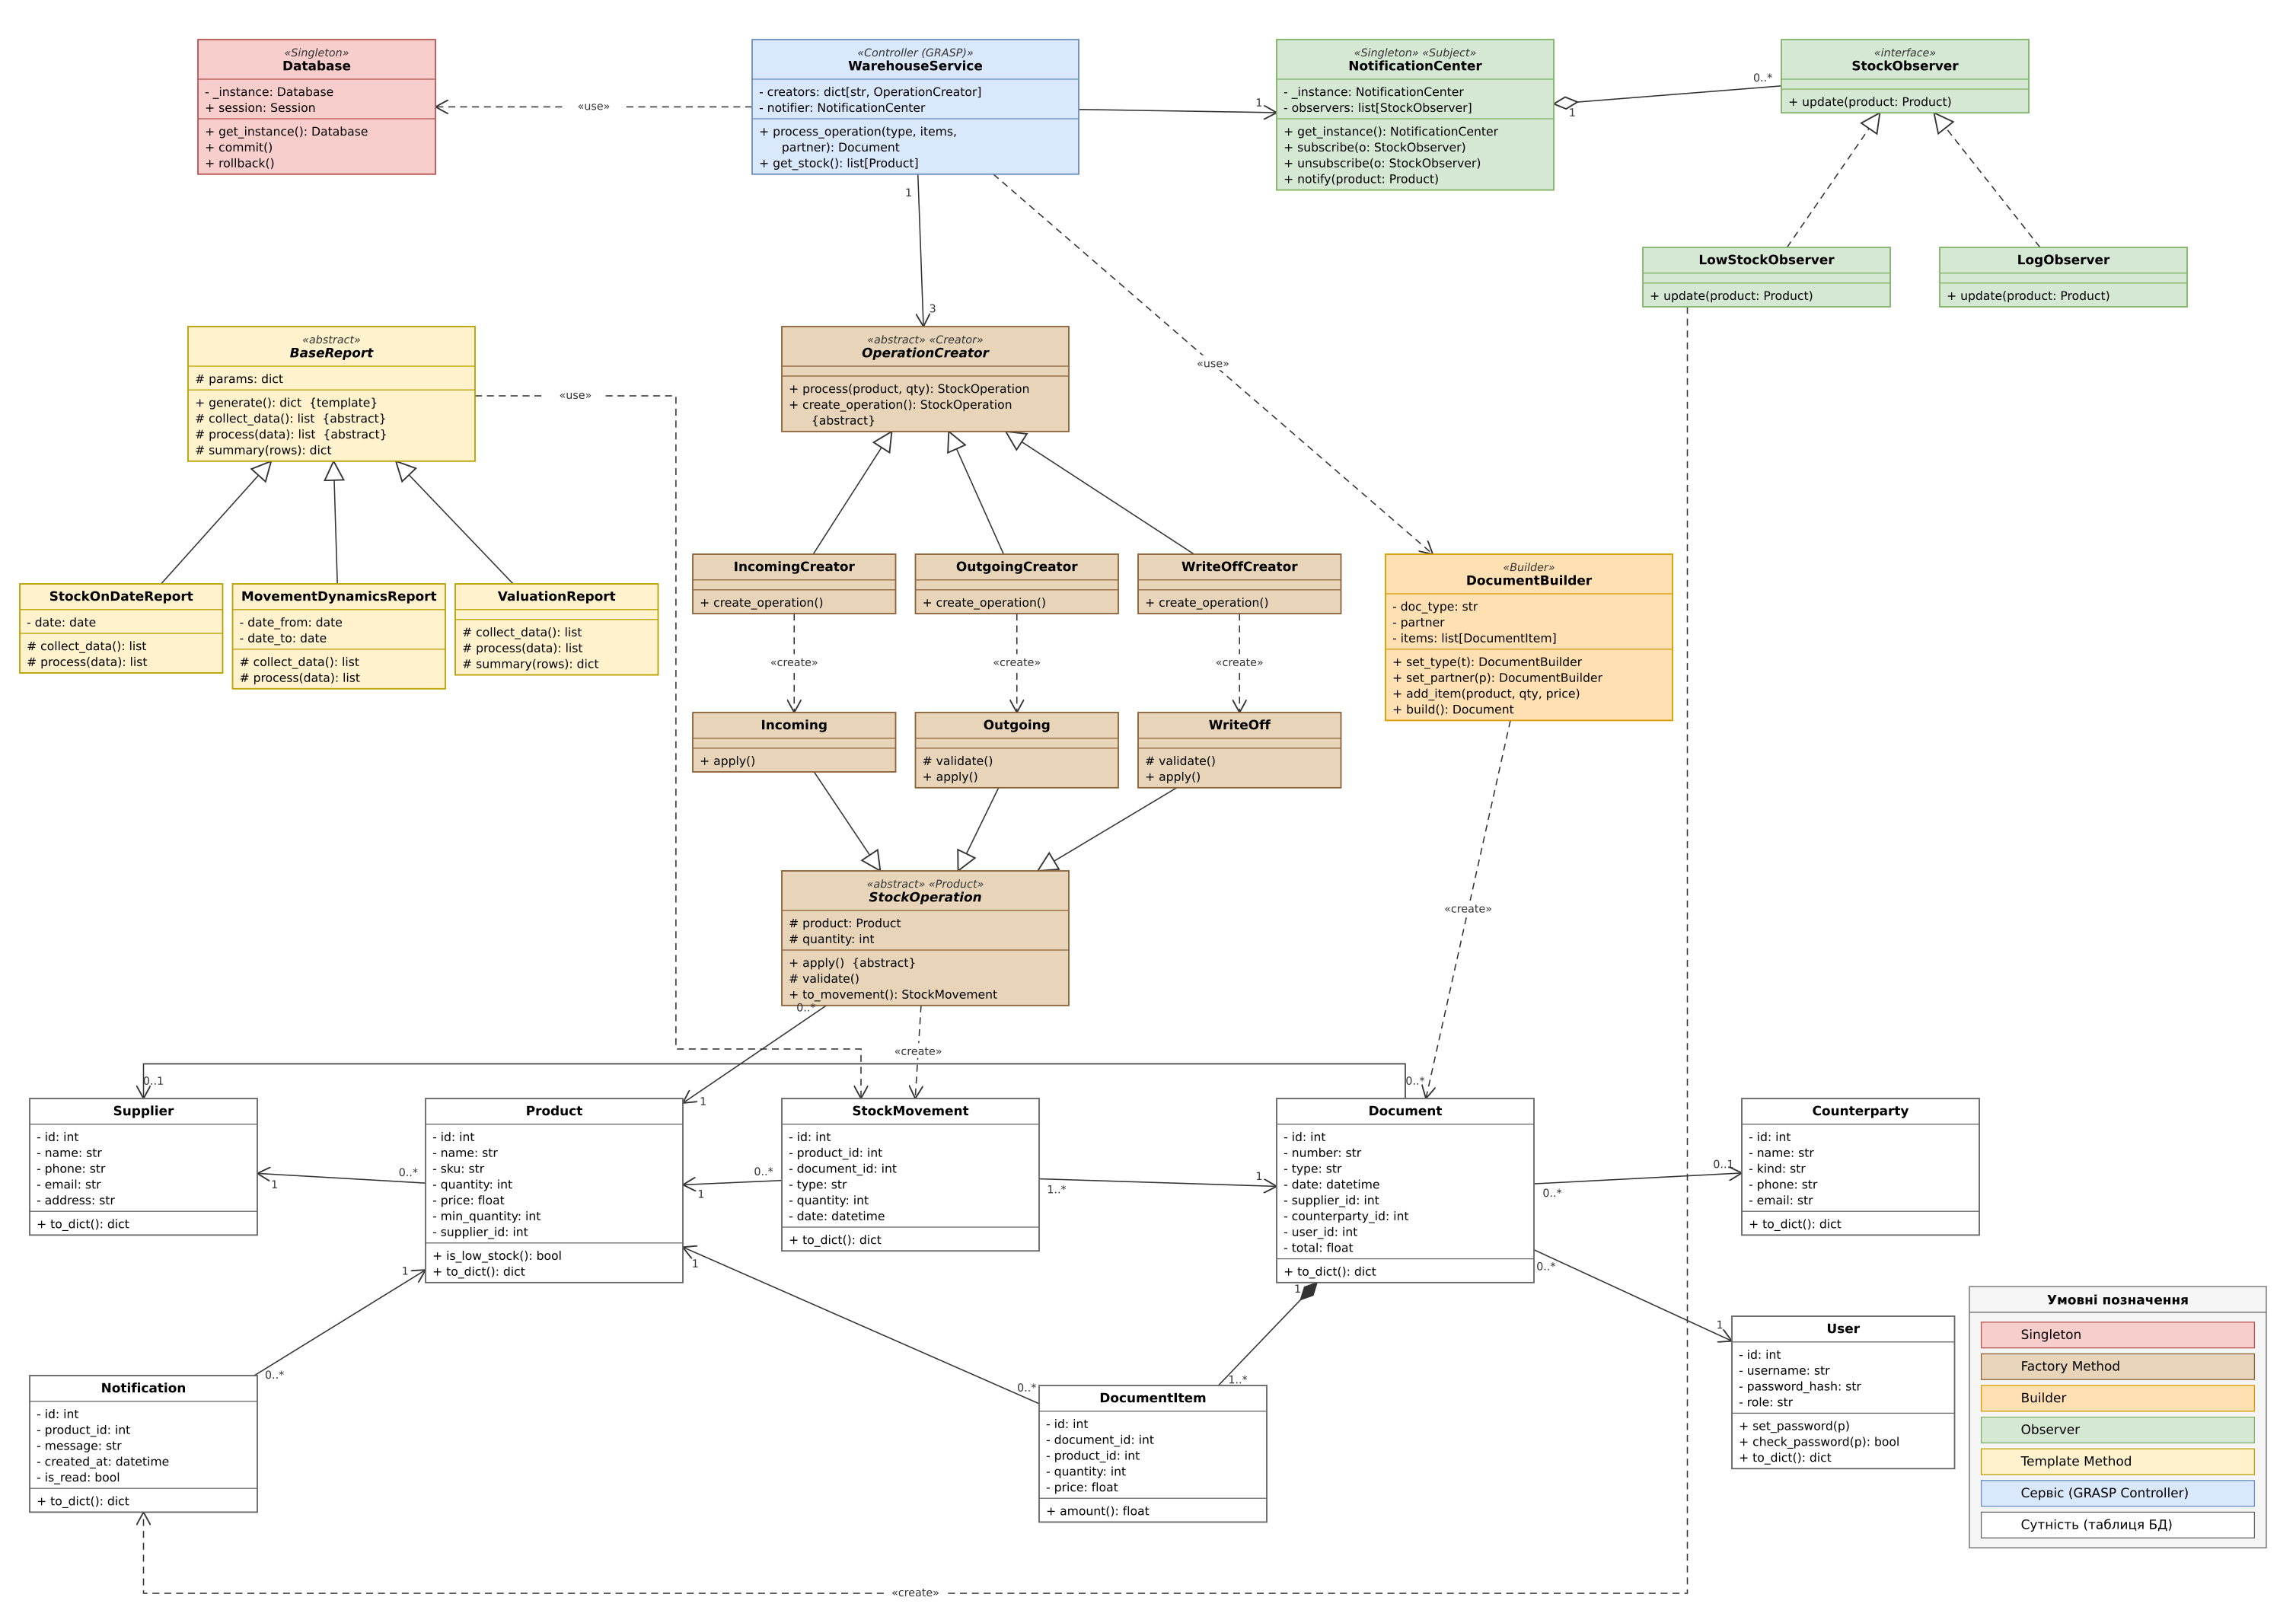 «Singleton»
Database
- _instance: Database
+ session: Session
+ get_instance(): Database
+ commit()
+ rollback()
«use»
«Controller (GRASP)»
WarehouseService
- creators: dict[str, OperationCreator]
- notifier: NotificationCenter
+ process_operation(type, items,
partner): Document
+ get_stock(): list[Product]
1
«Singleton» «Subject»
NotificationCenter
- _instance: NotificationCenter
- observers: list[StockObserver]
+ get_instance(): NotificationCenter
+ subscribe(o: StockObserver)
+ unsubscribe(o: StockObserver)
+ notify(product: Product)
1
0..*
«interface»
StockObserver
+ update(product: Product)
LowStockObserver
+ update(product: Product)
LogObserver
+ update(product: Product)
1
3
«use»
«abstract»
BaseReport
# params: dict
+ generate(): dict {template}
# collect_data(): list {abstract}
# process(data): list {abstract}
# summary(rows): dict
«use»
«abstract» «Creator»
OperationCreator
+ process(product, qty): StockOperation
+ create_operation(): StockOperation
{abstract}
StockOnDateReport
- date: date
# collect_data(): list
# process(data): list
MovementDynamicsReport
- date_from: date
- date_to: date
# collect_data(): list
# process(data): list
ValuationReport
# collect_data(): list
# process(data): list
# summary(rows): dict
IncomingCreator
+ create_operation()
OutgoingCreator
+ create_operation()
WriteOffCreator
+ create_operation()
«Builder»
DocumentBuilder
- doc_type: str
- partner
- items: list[DocumentItem]
+ set_type(t): DocumentBuilder
+ set_partner(p): DocumentBuilder
+ add_item(product, qty, price)
+ build(): Document
«create»
«create»
«create»
Incoming
+ apply()
Outgoing
# validate()
+ apply()
WriteOff
# validate()
+ apply()
«abstract» «Product»
StockOperation
# product: Product
# quantity: int
+ apply() {abstract}
# validate()
+ to_movement(): StockMovement
«create»
0..*
«create»
0..1
1
0..*
Supplier
- id: int
- name: str
- phone: str
- email: str
- address: str
+ to_dict(): dict
1
0..*
Product
- id: int
- name: str
- sku: str
- quantity: int
- price: float
- min_quantity: int
- supplier_id: int
+ is_low_stock(): bool
+ to_dict(): dict
1
0..*
StockMovement
- id: int
- product_id: int
- document_id: int
- type: str
- quantity: int
- date: datetime
+ to_dict(): dict
1..*
1
Document
- id: int
- number: str
- type: str
- date: datetime
- supplier_id: int
- counterparty_id: int
- user_id: int
- total: float
+ to_dict(): dict
0..*
0..1
Counterparty
- id: int
- name: str
- kind: str
- phone: str
- email: str
+ to_dict(): dict
1
1
0..*
1
0..*
1
Notification
- id: int
- product_id: int
- message: str
- created_at: datetime
- is_read: bool
+ to_dict(): dict
0..*
1..*
DocumentItem
- id: int
- document_id: int
- product_id: int
- quantity: int
- price: float
+ amount(): float
User
- id: int
- username: str
- password_hash: str
- role: str
+ set_password(p)
+ check_password(p): bool
+ to_dict(): dict
Умовні позначення
Singleton
Factory Method
Builder
Observer
Template Method
Сервіс (GRASP Controller)
Сутність (таблиця БД)
«create»